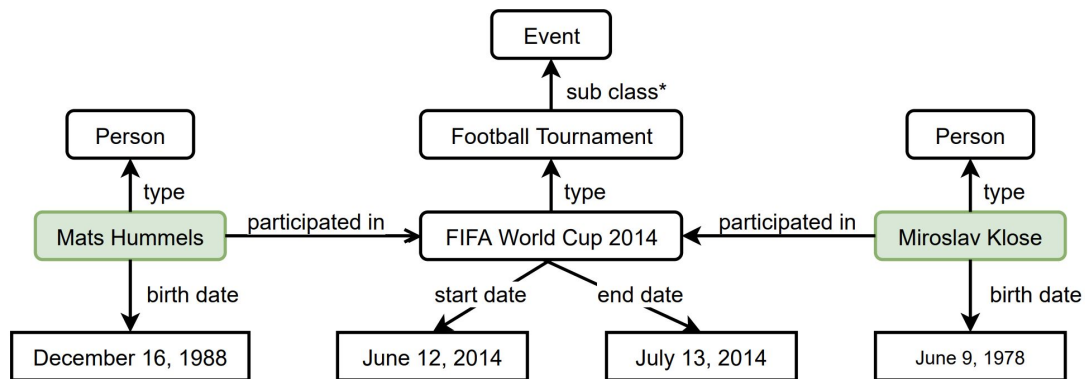 Event
sub class*
Person
Football Tournament
Person
type
type
type
Mats Hummels
participated in
FIFA World Cup 2014
participated in
Miroslav Klose
birth date
start date
end date
birth date
December 16, 1988
June 12, 2014
July 13, 2014
June 9, 1978